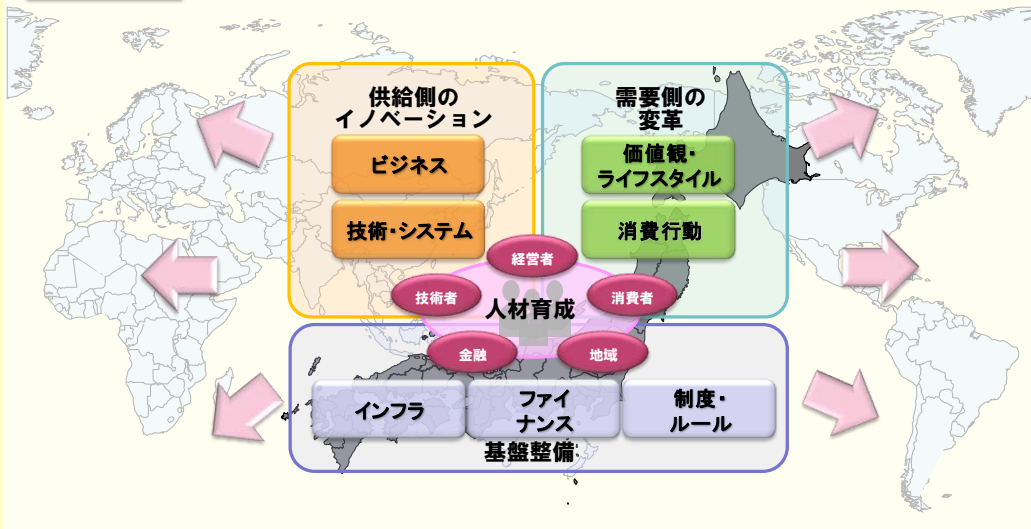 供給側の
イノベーション
ビジネス
技術・システム
需要側の
変革
価値観・
ライフスタイル
消費行動
経営者
技術者
消費者
人材育成
金融
地域
インフラ
ファイ
ナンス
制度・
ルール
基盤整備